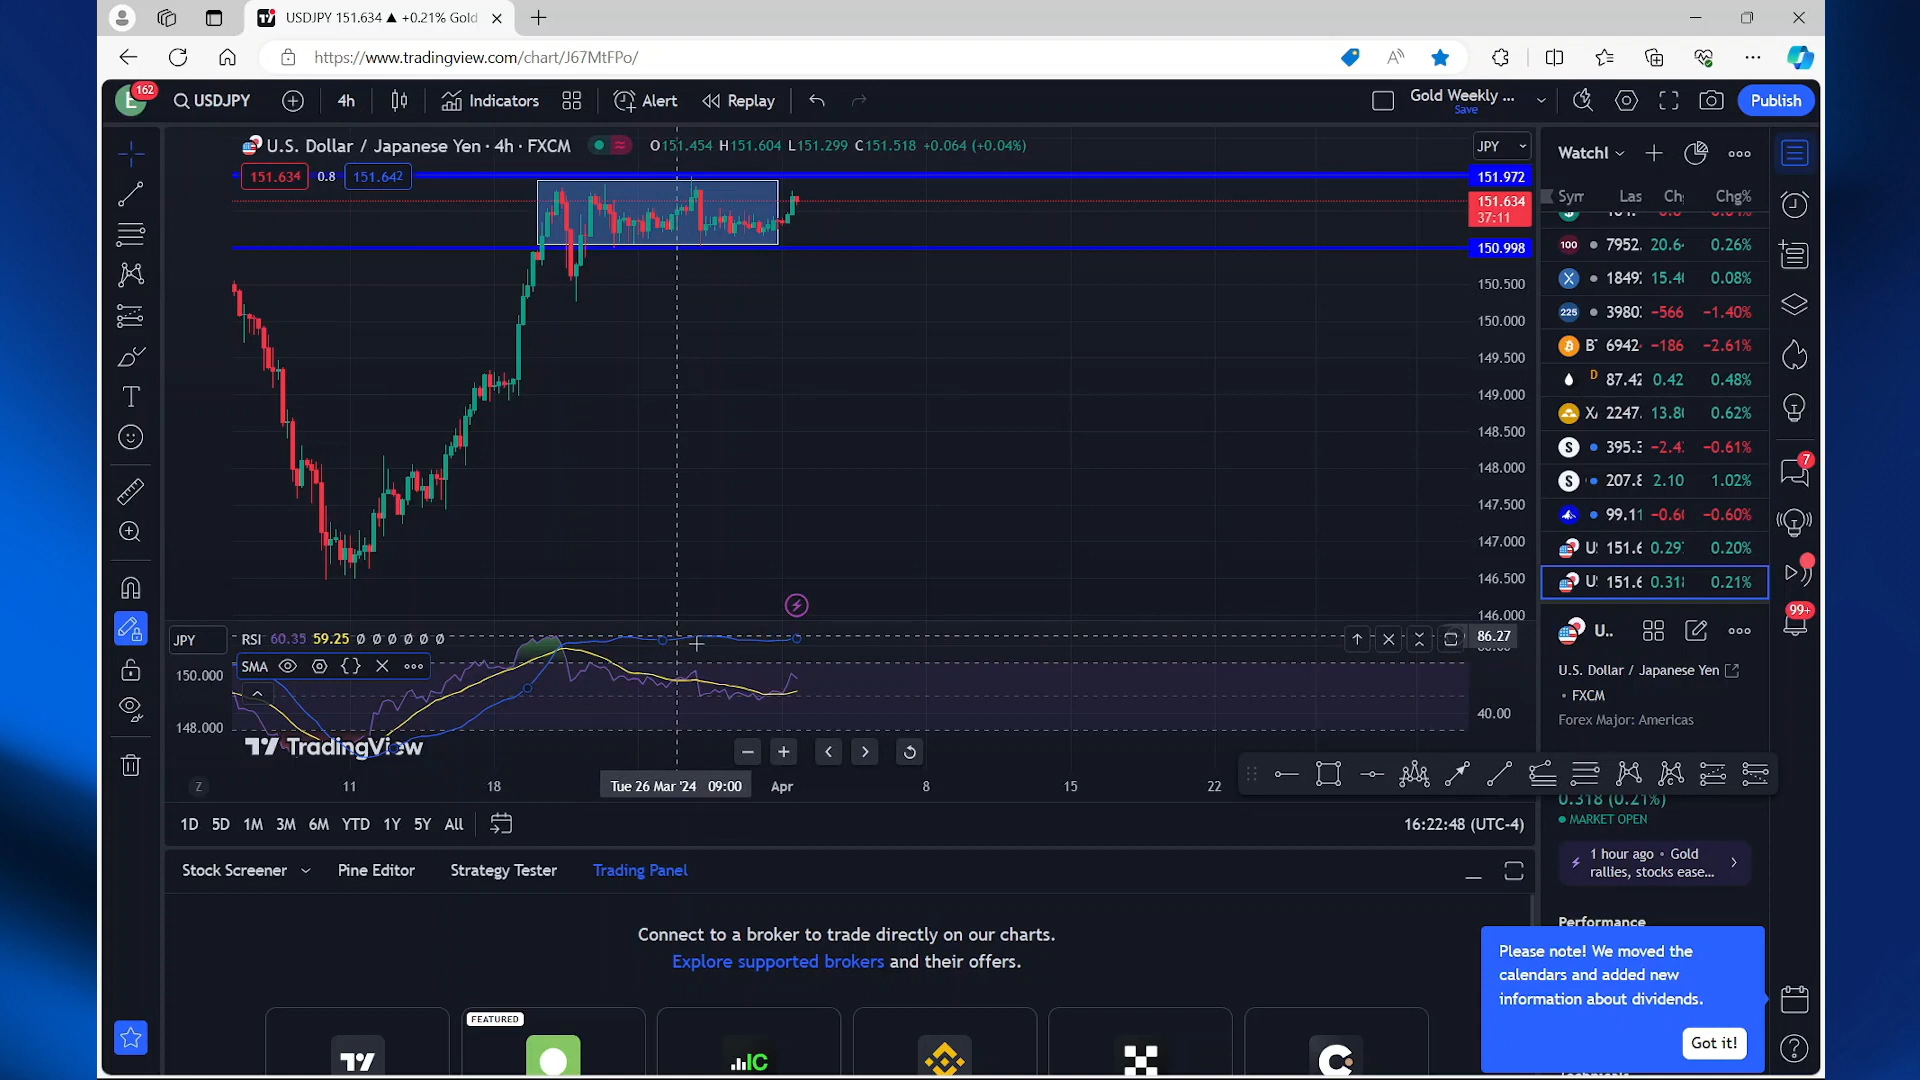 USDJPY 151.634 ▲ +0.21% Gold
https://www.tradingview.com/chart/J67MtFPo/
162
USDJPY
4h
Indicators
Alert
Replay
Gold Weekly ...
Save
Publish
U.S. Dollar / Japanese Yen · 4h · FXCM
O151.454 H151.604 L151.299 C151.518 +0.064 (+0.04%)
JPY
151.634 0.8 151.642
151.972
151.634
37:11
150.998
150.500
150.000
149.500
149.000
148.500
148.000
147.500
147.000
146.500
146.000
JPY
RSI 60.35 59.25 Ø Ø Ø Ø Ø Ø
86.27
SMA
150.000
148.000
40.00
TradingView
Z
11
18
Tue 26 Mar '24 09:00
Apr
8
15
22
1D 5D 1M 3M 6M YTD 1Y 5Y All
16:22:48 (UTC-4)
Stock Screener
Pine Editor
Strategy Tester
Trading Panel
Connect to a broker to trade directly on our charts.
Explore supported brokers and their offers.
FEATURED
IC
Watchl
Sym Las Ch Chg%
100 7952. 20.6 0.26%
1849 15.4 0.08%
225 3980 −566 −1.40%
B 6942 −186 −2.61%
D 87.42 0.42 0.48%
X 2247. 13.8 0.62%
S 395.3 −2.4 −0.61%
S 207.8 2.10 1.02%
99.11 −0.6 −0.60%
U 151.6 0.29 0.20%
U 151.6 0.318 0.21%
7
99+
U..
U.S. Dollar / Japanese Yen
• FXCM
Forex Major: Americas
0.318 (0.21%)
MARKET OPEN
1 hour ago • Gold
rallies, stocks ease...
Performance
Please note! We moved the
calendars and added new
information about dividends.
Got it!